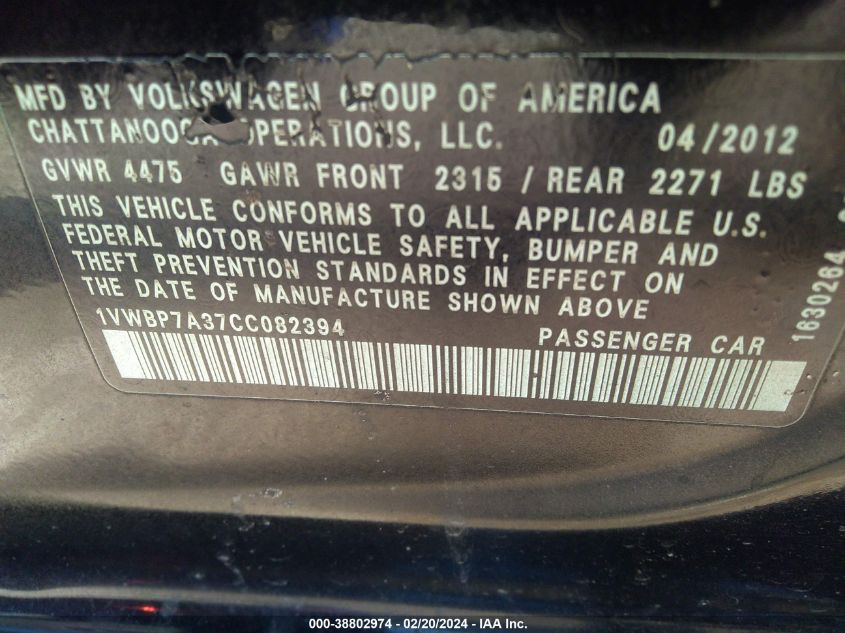 MFD BY VOLKSWAGEN GROUP OF AMERICA
CHATTANOOGA OPERATIONS, LLC. 04/2012
GVWR 4475 GAWR FRONT 2315 / REAR 2271 LBS
THIS VEHICLE CONFORMS TO ALL APPLICABLE U.S.
FEDERAL MOTOR VEHICLE SAFETY, BUMPER AND
THEFT PREVENTION STANDARDS IN EFFECT ON
THE DATE OF MANUFACTURE SHOWN ABOVE
1VWBP7A37CC082394 PASSENGER CAR
1630264
000-38802974 - 02/20/2024 - IAA Inc.